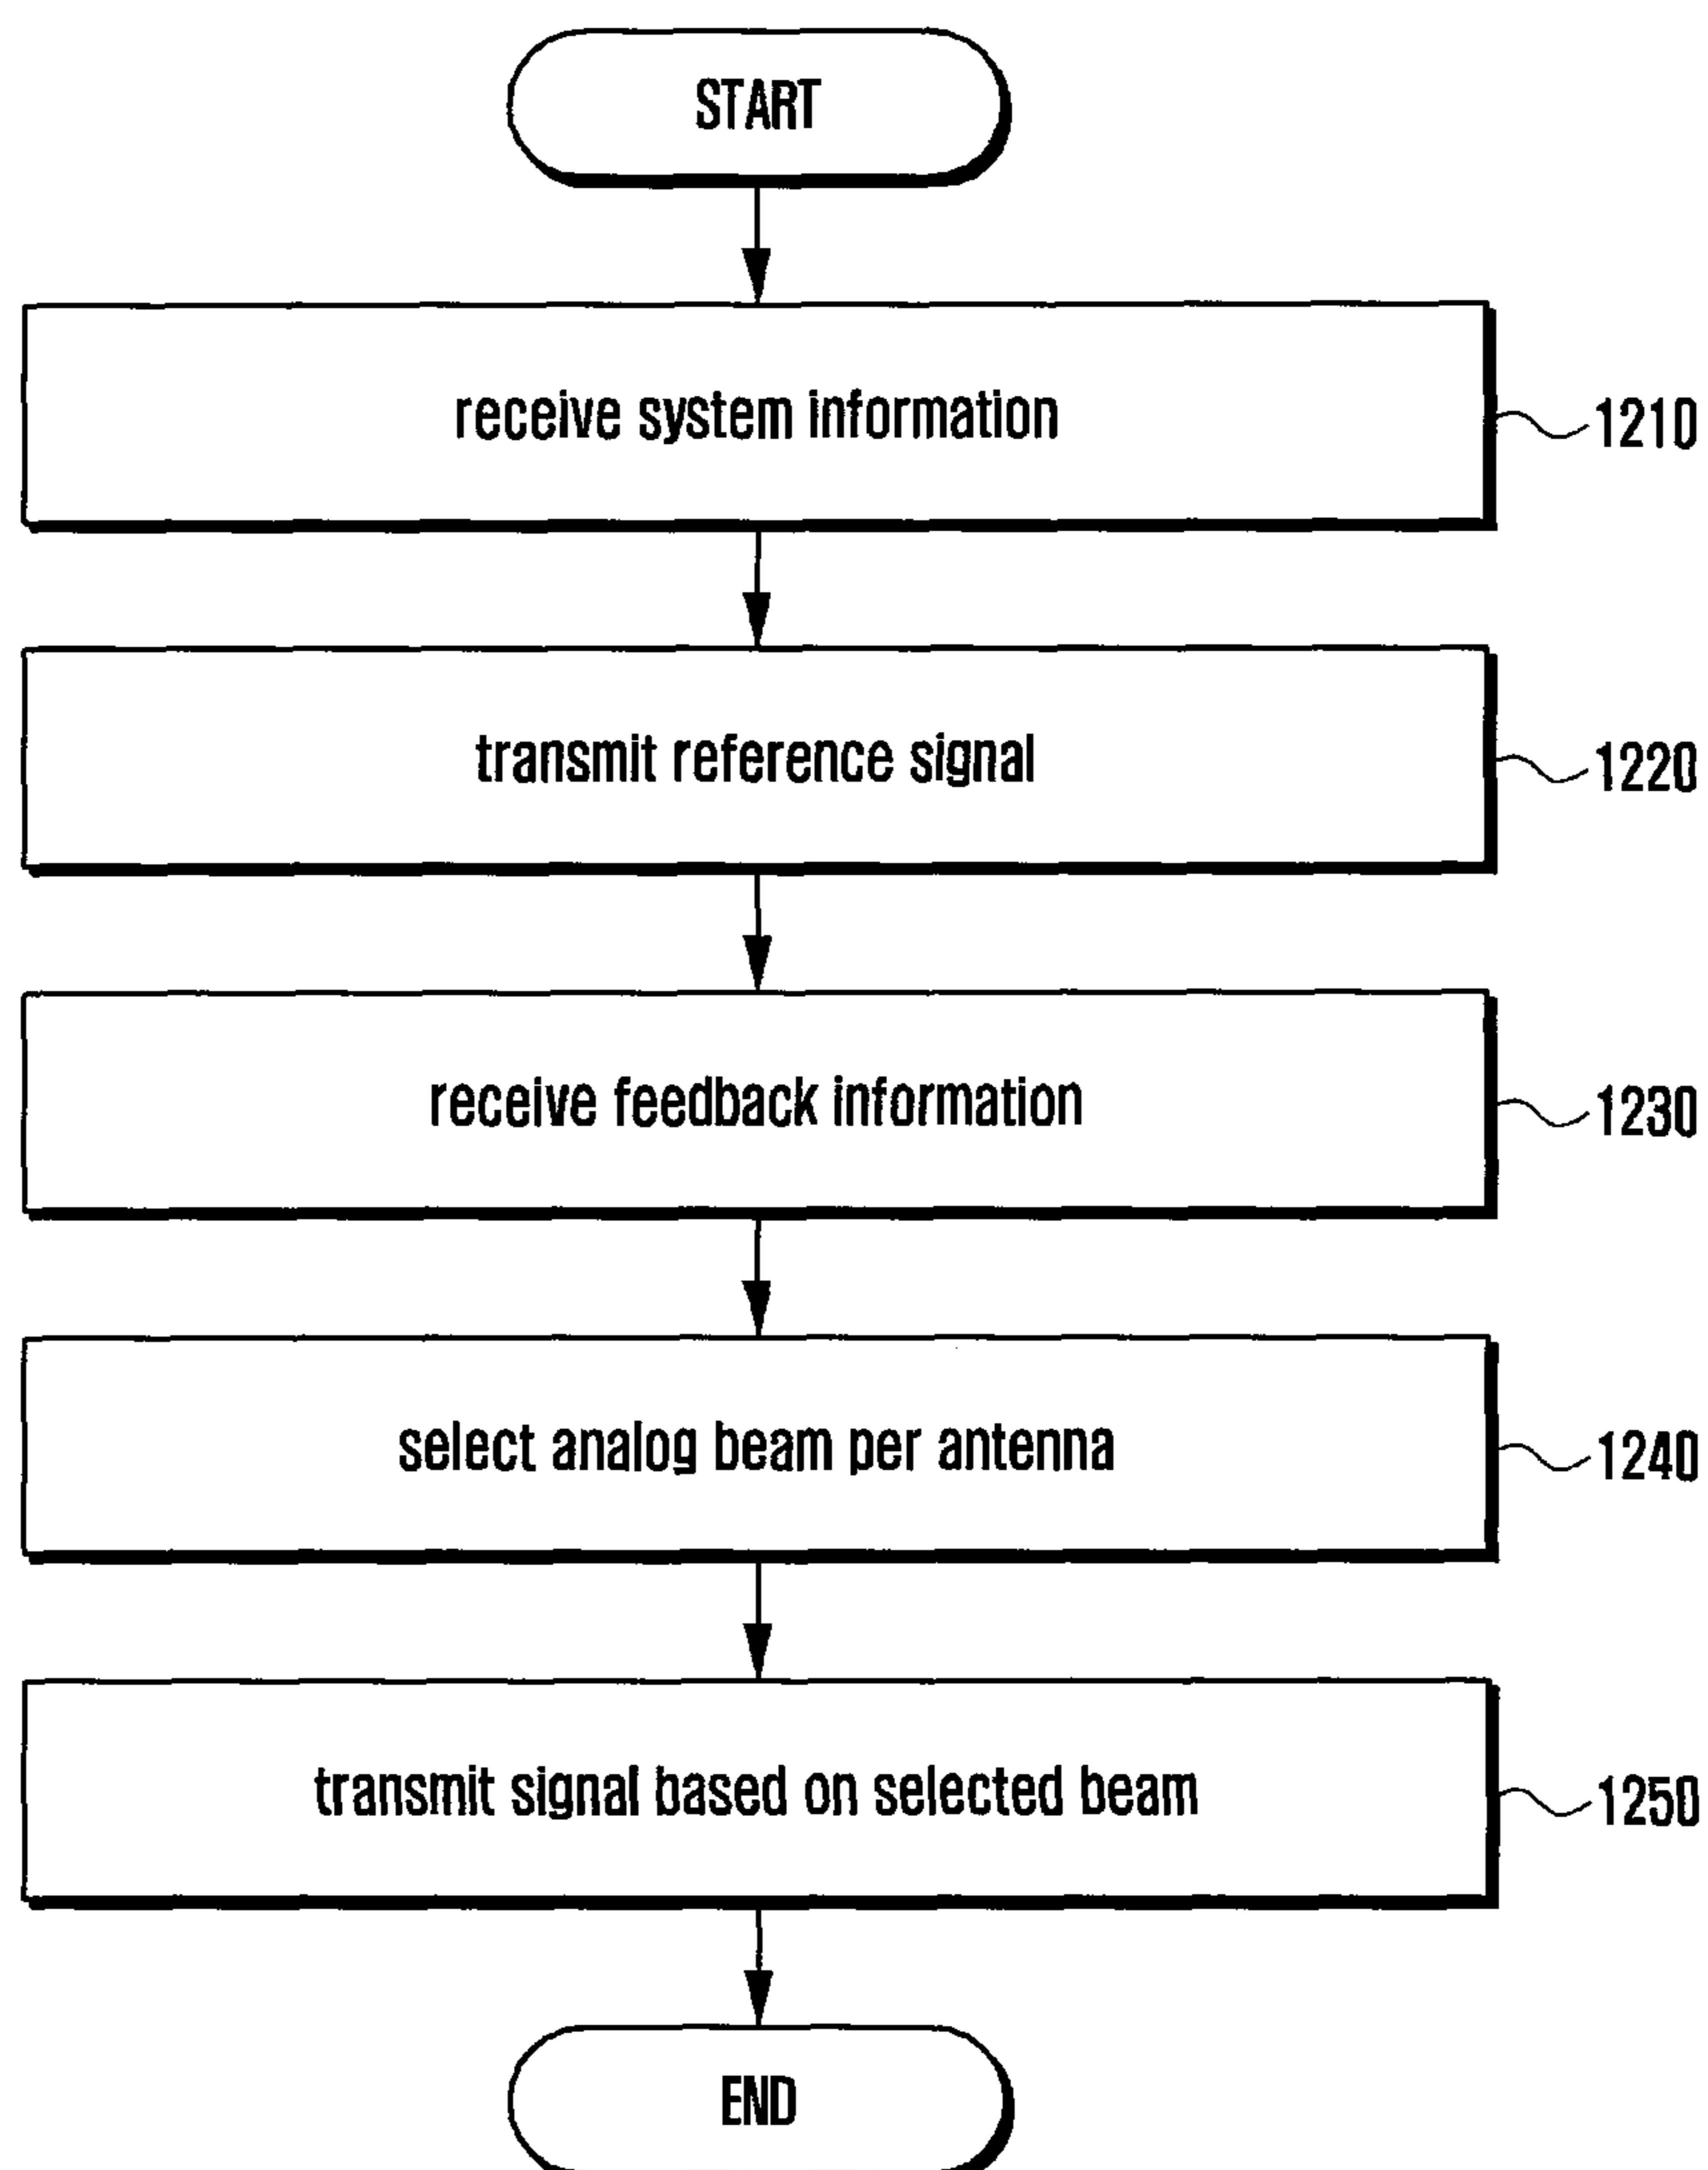 START
receive system information
1210
transmit reference signal
1220
receive feedback information
1230
select analog beam per antenna
1240
transmit signal based on selected beam
1250
END